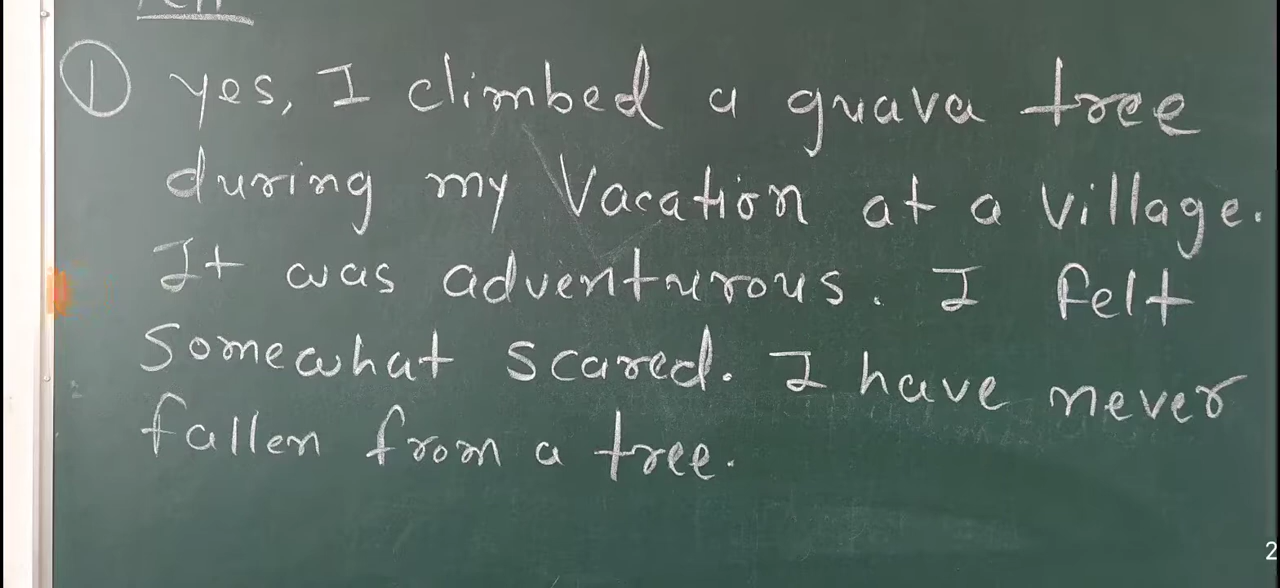 ① yes, I climbed a guava tree
during my Vacation at a village.
It was adventurous. I felt
Somewhat scared. I have never
fallen from a tree.
2